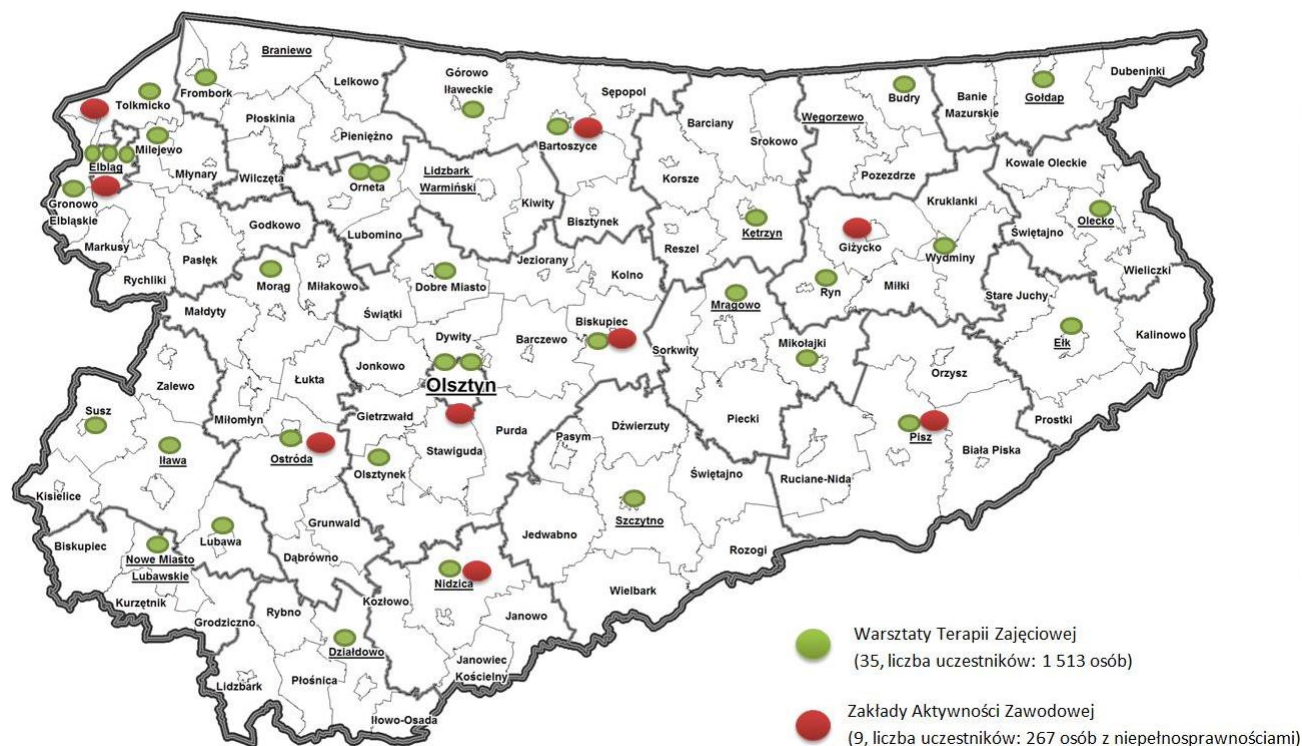 Braniewo
Dubeninki
Lelkowo
Górowo
Iławeckie
Gołdap
Frombork
Sępopol
Budry
Banie
Mazurskie
Tolkmicko
Płoskinia
Barciany
Węgorzewo
Pieniężno
Bartoszyce
Srokowo
Milejewo
Kowale Oleckie
Elbląg
Młynary
Wilczęta
Orneta
Lidzbark
Warmiński
Korsze
Pozezdrze
Gronowo
Elbląskie
Kiwity
Kruklanki
Olecko
Godkowo
Bisztynek
Kętrzyn
Świętajno
Markusy
Lubomino
Reszel
Giżycko
Wydminy
Pasłęk
Jeziorany
Kolno
Wieliczki
Rychliki
Morąg
Miłakowo
Dobre Miasto
Ryn
Miłki
Stare Juchy
Małdyty
Świątki
Mrągowo
Biskupiec
Kalinowo
Dywity
Barczewo
Mikołajki
Ełk
Sorkwity
Zalewo
Łukta
Jonkowo
Orzysz
Olsztyn
Susz
Miłomłyn
Gietrzwałd
Piecki
Prostki
Purda
Dźwierzuty
Pasym
Pisz
Iława
Ostróda
Stawiguda
Biała Piska
Olsztynek
Świętajno
Ruciane-Nida
Kisielice
Szczytno
Grunwald
Lubawa
Jedwabno
Biskupiec
Dąbrówno
Rozogi
Nowe Miasto
Lubawskie
Nidzica
Wielbark
Kurzętnik
Kozłowo
Rybno
Janowo
Grodziczno
Działdowo
Janowiec
Kościelny
Lidzbark
Płośnica
Iłowo-Osada
Warsztaty Terapii Zajęciowej
(35, liczba uczestników: 1 513 osób)
Zakłady Aktywności Zawodowej
(9, liczba uczestników: 267 osób z niepełnosprawnościami)